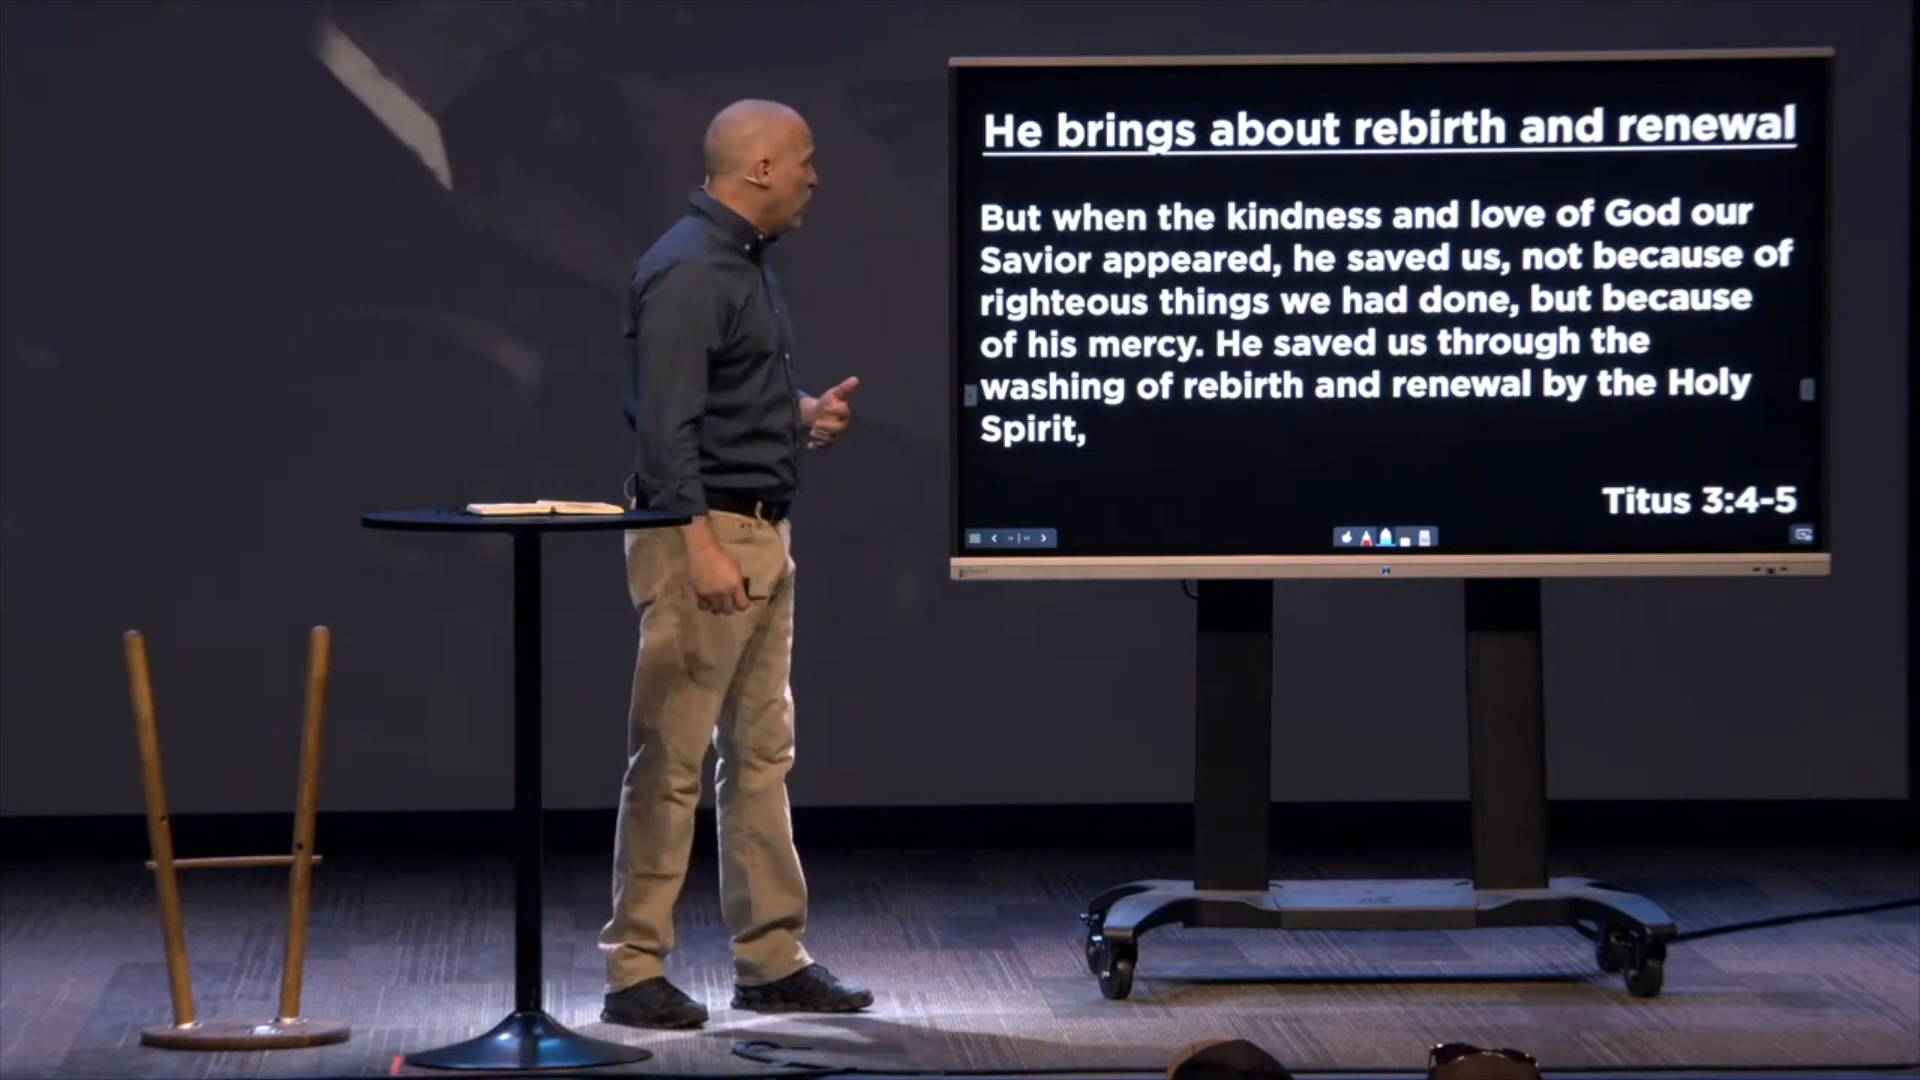 He brings about rebirth and renewal
But when the kindness and love of God our
Savior appeared, he saved us, not because of
righteous things we had done, but because
of his mercy. He saved us through the
washing of rebirth and renewal by the Holy
Spirit,
Titus 3:4-5